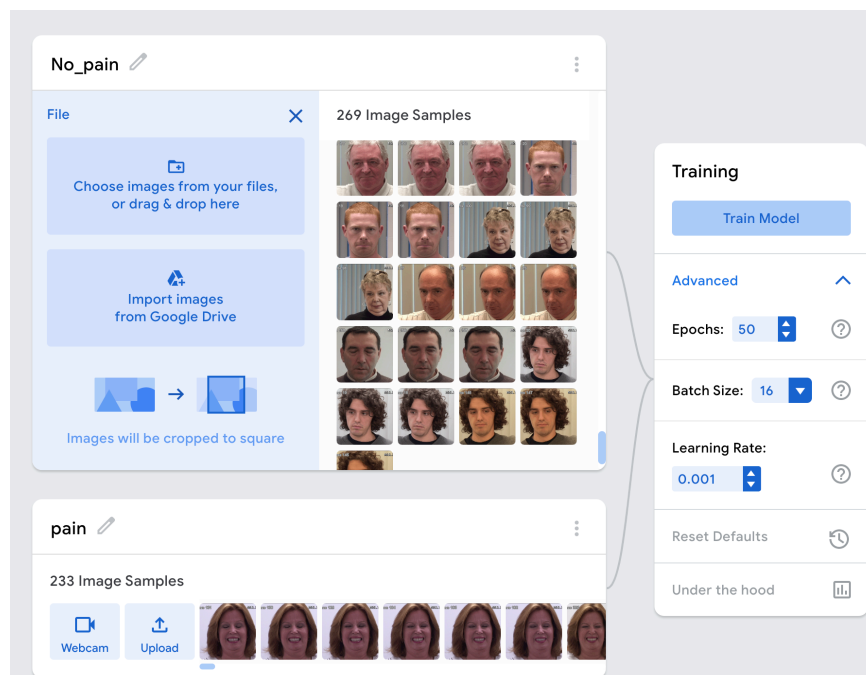 No_pain
File
269 Image Samples
Choose images from your files,
or drag & drop here
Import images
from Google Drive
Images will be cropped to square
pain
233 Image Samples
Webcam
Upload
Training
Train Model
Advanced
Epochs: 50
Batch Size: 16
Learning Rate:
0.001
Reset Defaults
Under the hood